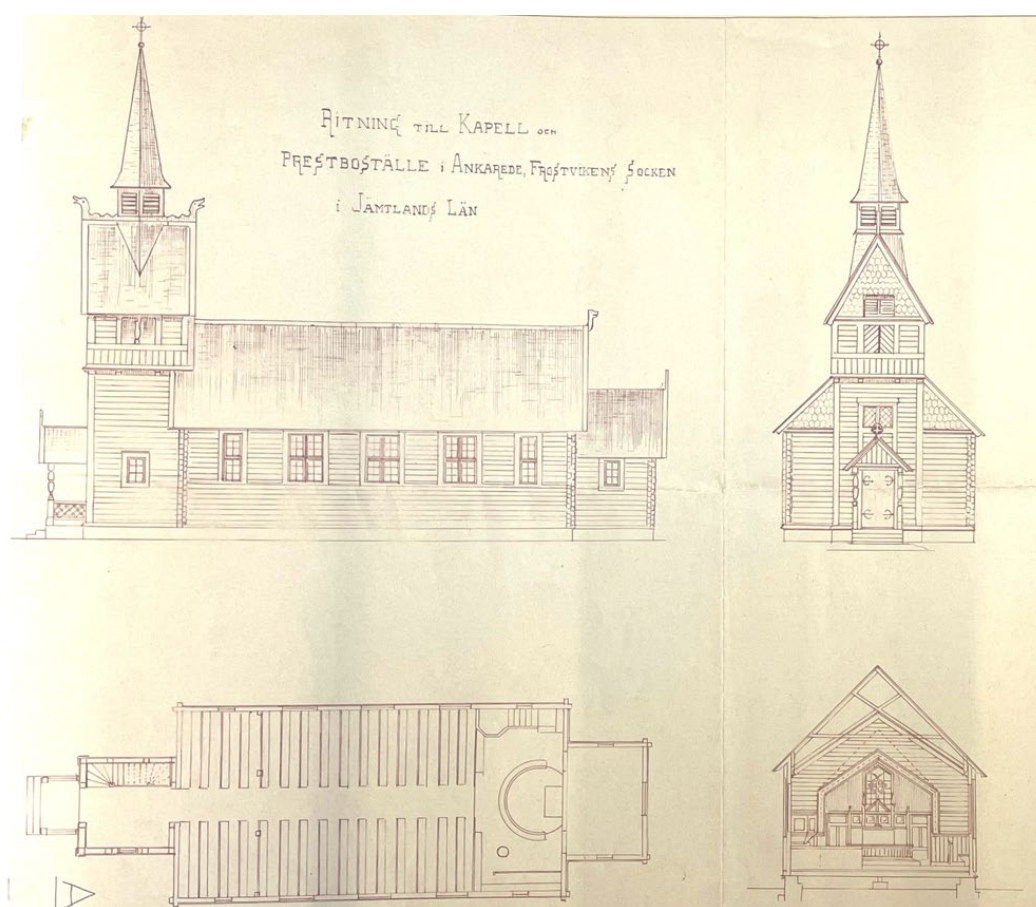 RITNING TILL KAPELL OCH
PRESTBOSTÄLLE i ANKAREDE, FROSTVIKENS SOCKEN
i JÄMTLANDS LÄN
A